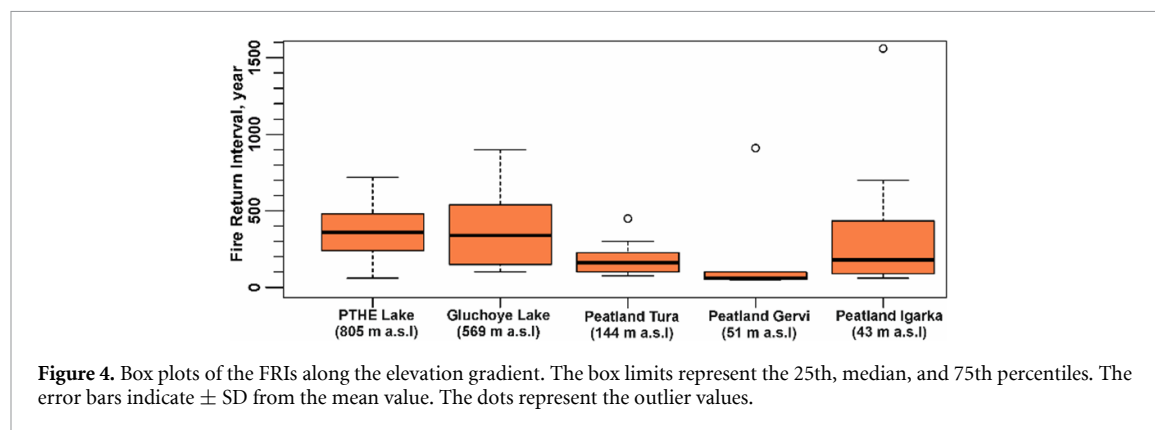 Fire Return Interval, year
1500
1000
500
0
PTHE Lake Gluchoye Lake Peatland Tura Peatland Gervi Peatland Igarka
(805 m a.s.l) (569 m a.s.l) (144 m a.s.l) (51 m a.s.l) (43 m a.s.l)
Figure 4. Box plots of the FRIs along the elevation gradient. The box limits represent the 25th, median, and 75th percentiles. The
error bars indicate ± SD from the mean value. The dots represent the outlier values.